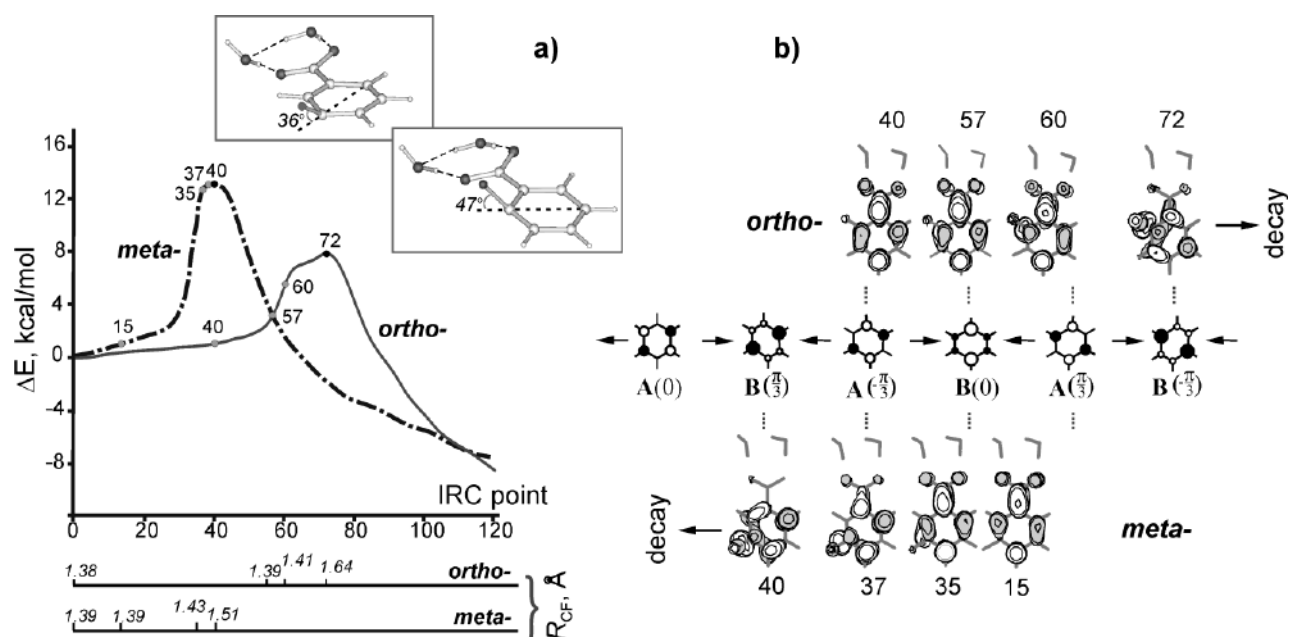 a)
b)
36°
47°
ΔE, kcal/mol
16
12
8
4
0
-4
-8
37
40
35
meta-
15
72
60
57
40
ortho-
IRC point
0 20 40 60 80 100 120
1.38 1.39 1.41 1.64 ortho-
1.39 1.39 1.43 1.51 meta-
R_CF, Å
40 57 60 72
ortho-
decay
A(0) B(π/3) A(-π/3) B(0) A(π/3) B(-π/3)
decay
meta-
40 37 35 15